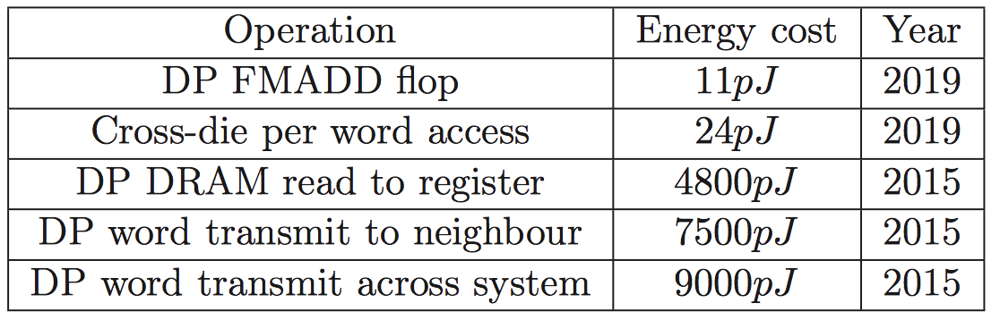 Operation Energy cost Year
DP FMADD flop 11pJ 2019
Cross-die per word access 24pJ 2019
DP DRAM read to register 4800pJ 2015
DP word transmit to neighbour 7500pJ 2015
DP word transmit across system 9000pJ 2015